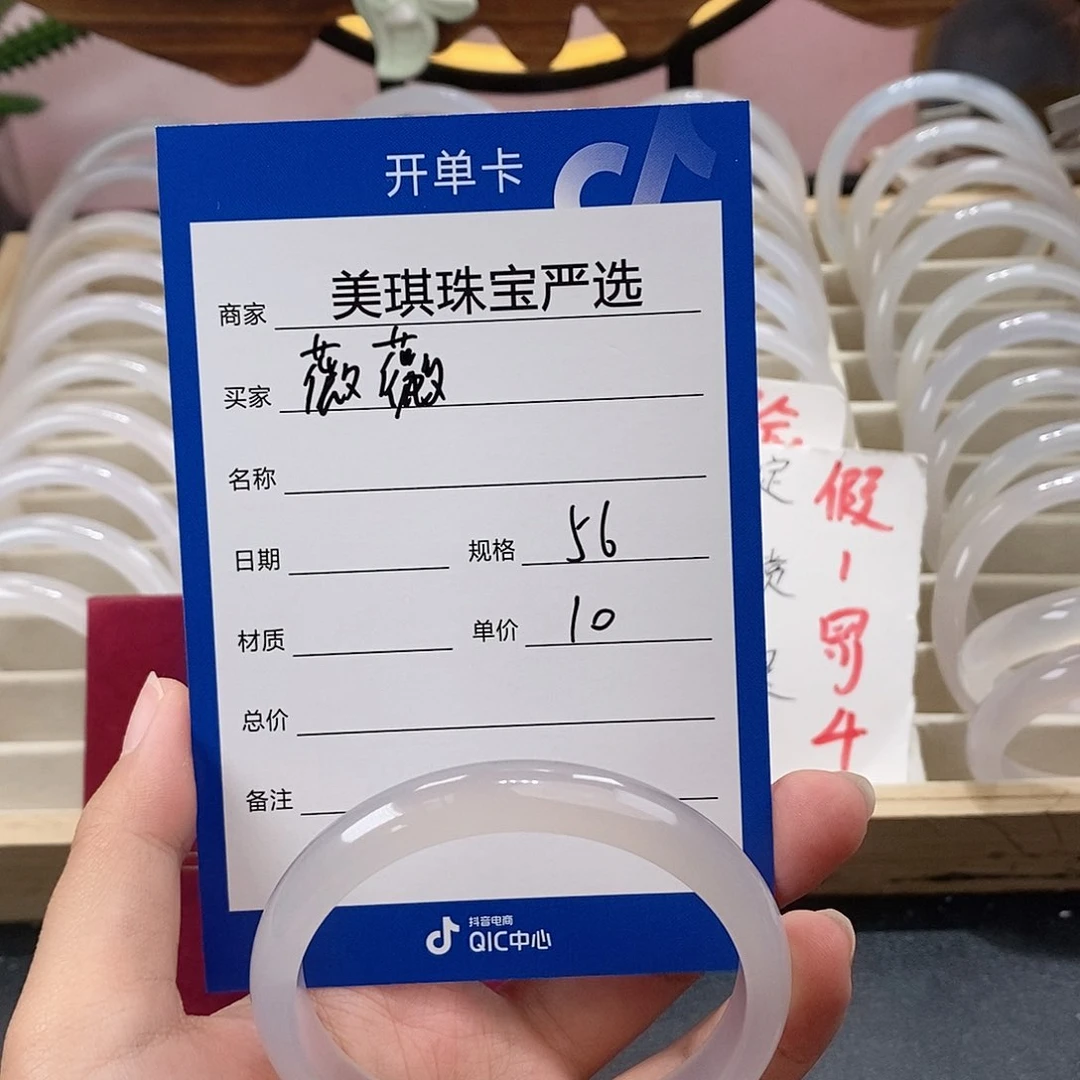 开单卡
商家 美琪珠宝严选
买家 薇薇
名称
日期 规格 56
材质 单价 10
总价
备注
抖音电商
QIC中心
假一罚4
定